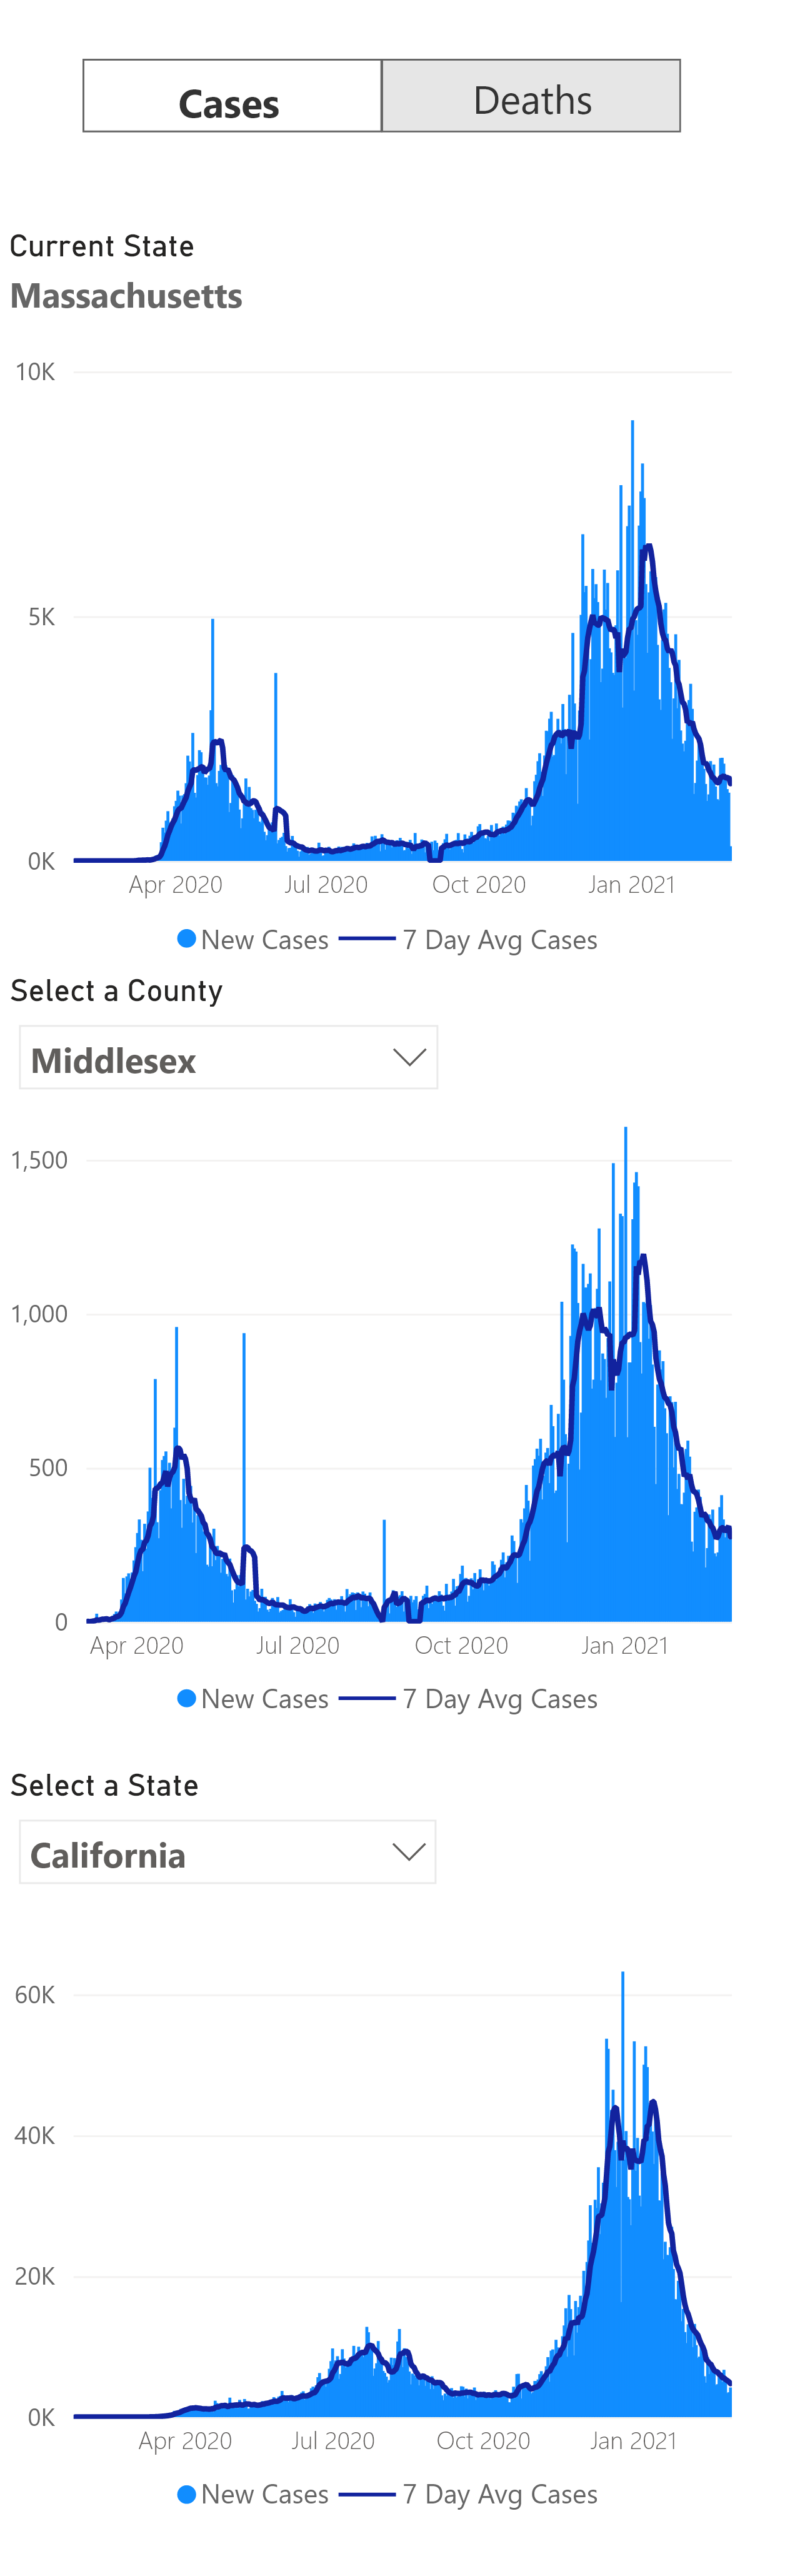 Cases Deaths
Current State
Massachusetts
10K
5K
0K
Apr 2020 Jul 2020 Oct 2020 Jan 2021
New Cases 7 Day Avg Cases
Select a County
Middlesex
1,500
1,000
500
0
Apr 2020 Jul 2020 Oct 2020 Jan 2021
New Cases 7 Day Avg Cases
Select a State
California
60K
40K
20K
0K
Apr 2020 Jul 2020 Oct 2020 Jan 2021
New Cases 7 Day Avg Cases